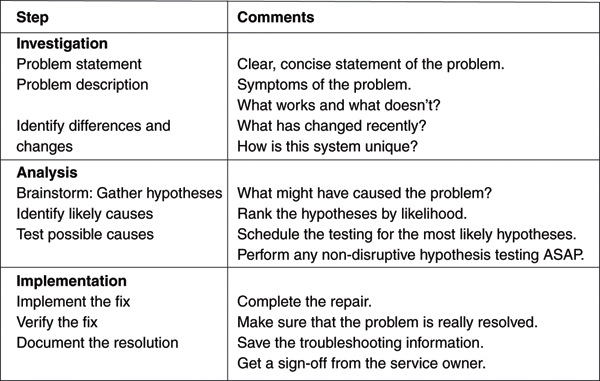 Step Comments
Investigation
Problem statement Clear, concise statement of the problem.
Problem description Symptoms of the problem.
What works and what doesn't?
Identify differences and What has changed recently?
changes How is this system unique?
Analysis
Brainstorm: Gather hypotheses What might have caused the problem?
Identify likely causes Rank the hypotheses by likelihood.
Test possible causes Schedule the testing for the most likely hypotheses.
Perform any non-disruptive hypothesis testing ASAP.
Implementation
Implement the fix Complete the repair.
Verify the fix Make sure that the problem is really resolved.
Document the resolution Save the troubleshooting information.
Get a sign-off from the service owner.